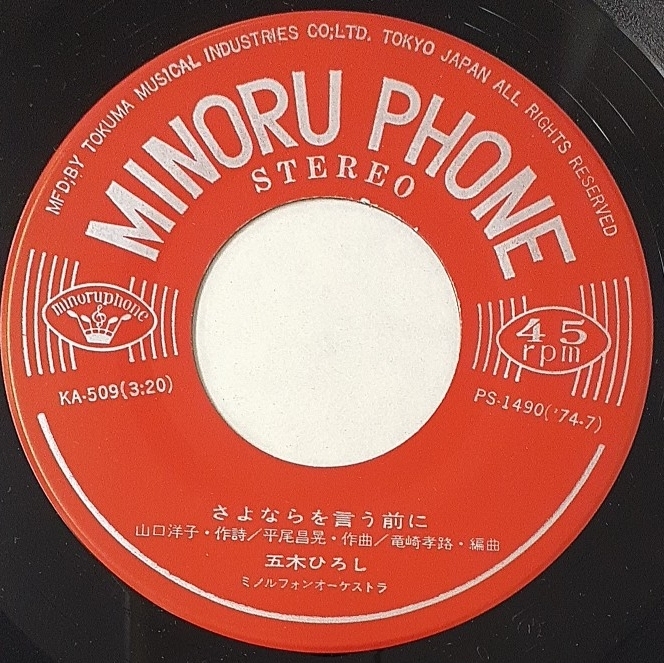 MFD;BY TOKUMA MUSICAL INDUSTRIES CO;LTD. TOKYO JAPAN ALL RIGHTS RESERVED
MINORU PHONE
STEREO
minoruphone
45
rpm
KA-509(3:20)
PS-1490('74-7)
さよならを言う前に
山口洋子・作詩／平尾昌晃・作曲／竜崎孝路・編曲
五木ひろし
ミノルフォンオーケストラ